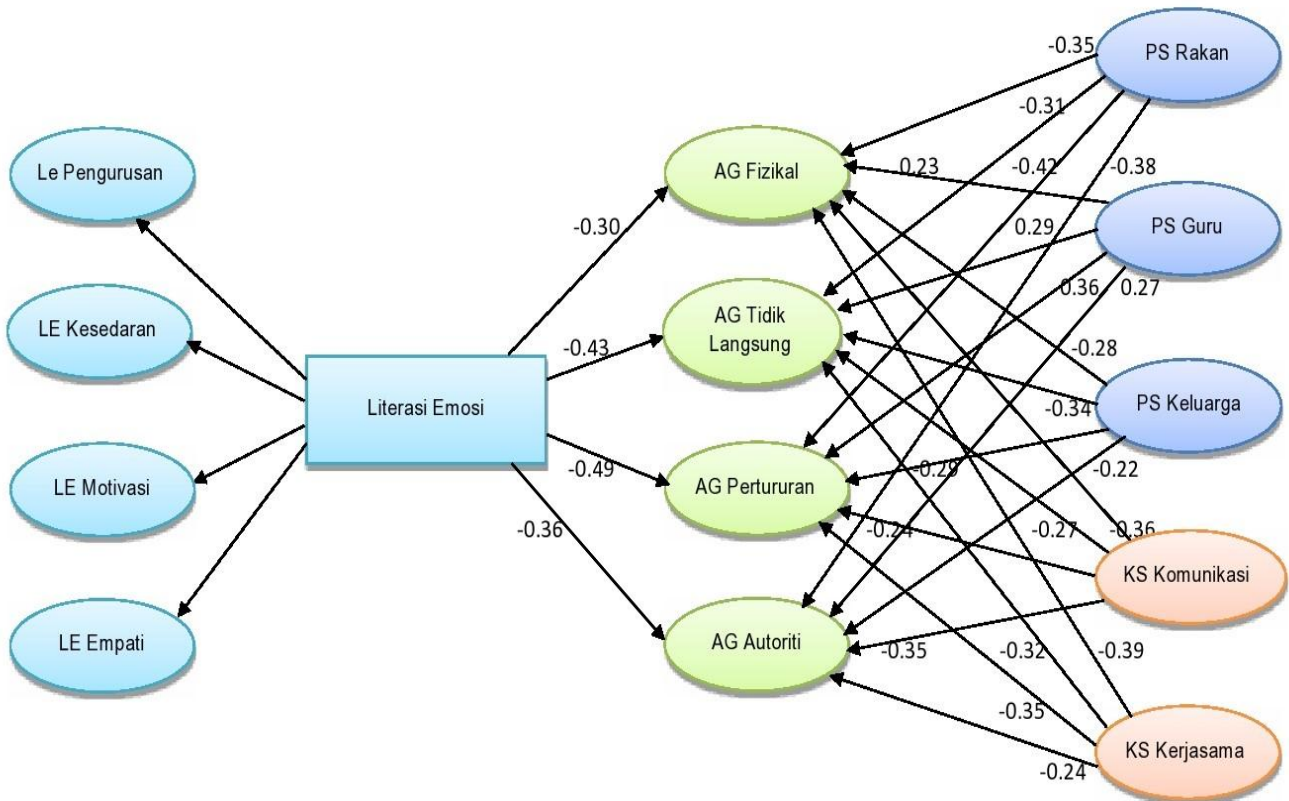 Le Pengurusan
LE Kesedaran
LE Motivasi
LE Empati
Literasi Emosi
-0.30
-0.43
-0.49
-0.36
AG Fizikal
AG Tidik
Langsung
AG Pertururan
AG Autoriti
-0.35
-0.31
0.23
-0.42
-0.38
0.29
0.36
0.27
-0.28
-0.34
-0.29
-0.22
-0.24
-0.27
-0.36
-0.35
-0.32
-0.39
-0.35
-0.24
PS Rakan
PS Guru
PS Keluarga
KS Komunikasi
KS Kerjasama